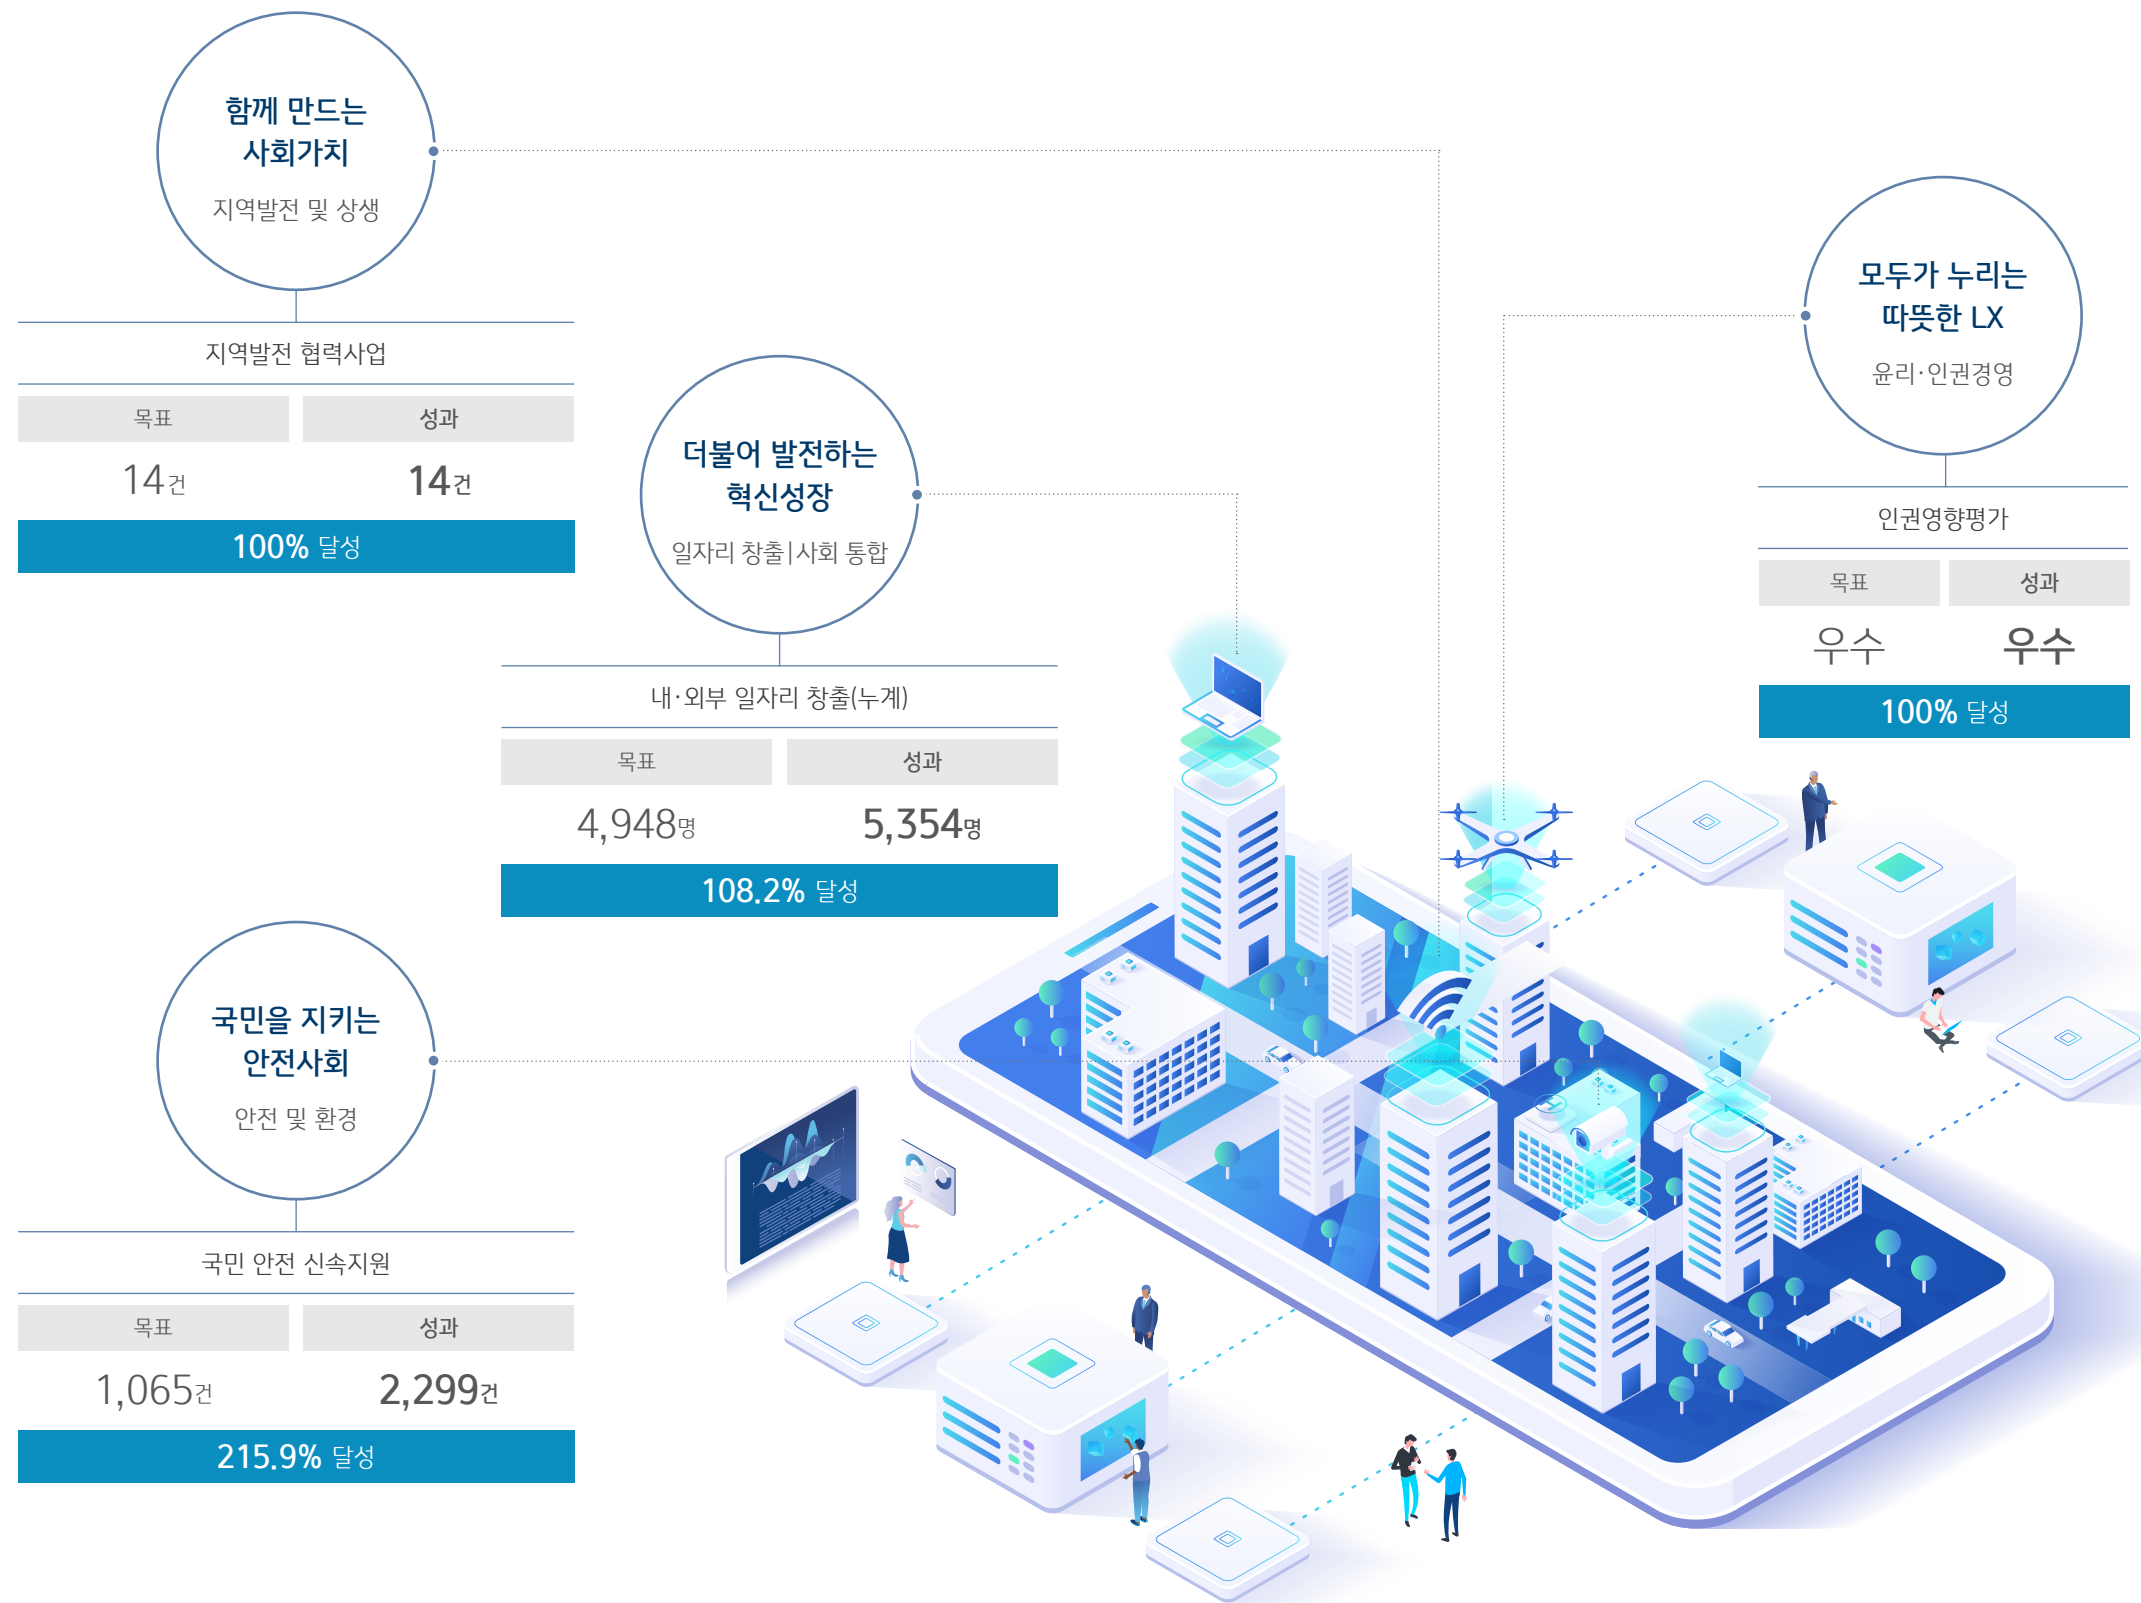 함께 만드는
사회가치
지역발전 및 상생
지역발전 협력사업
목표 성과
14건 14건
100% 달성
더불어 발전하는
혁신성장
일자리 창출|사회 통합
내·외부 일자리 창출(누계)
목표 성과
4,948명 5,354명
108.2% 달성
모두가 누리는
따뜻한 LX
윤리·인권경영
인권영향평가
목표 성과
우수 우수
100% 달성
국민을 지키는
안전사회
안전 및 환경
국민 안전 신속지원
목표 성과
1,065건 2,299건
215.9% 달성